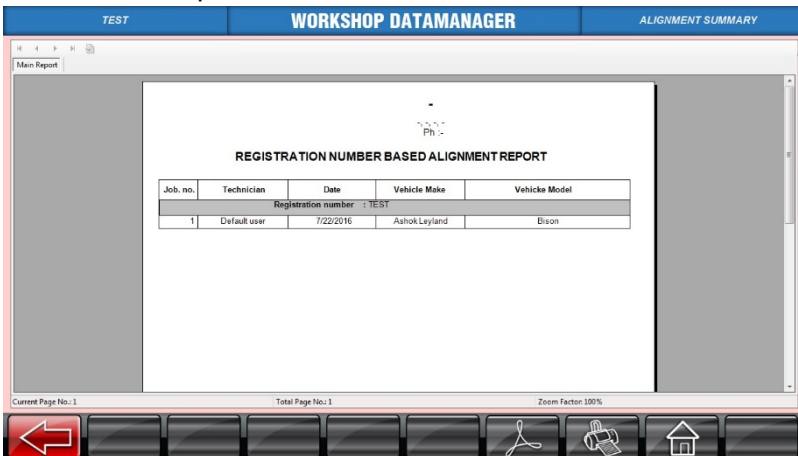 TEST
WORKSHOP DATAMANAGER
ALIGNMENT SUMMARY
Main Report
-
-, -, -, -
Ph :-
REGISTRATION NUMBER BASED ALIGNMENT REPORT
Job. no. Technician Date Vehicle Make Vehicke Model
Registration number : TEST
1 Default user 7/22/2016 Ashok Leyland Bison
Current Page No.: 1 Total Page No.: 1 Zoom Factor: 100%